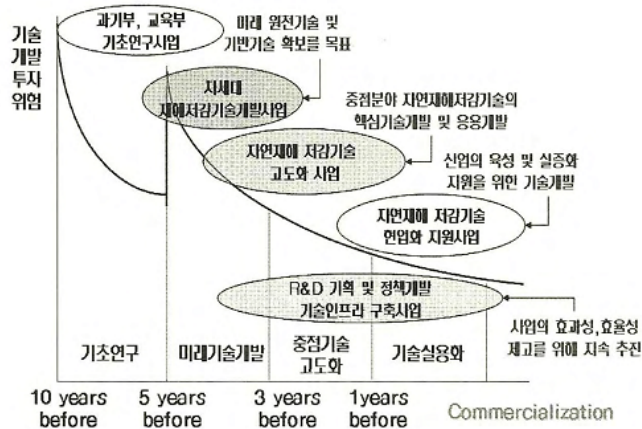 기술
개발
투자
위험
과기부, 교육부
기초연구사업
미래 원전기술 및
기반기술 확보를 목표
차세대
재해저감기술개발사업
중점분야 자연재해저감기술의
핵심기술개발 및 응용개발
자연재해 저감기술
고도화 사업
산업의 육성 및 실증화
지원을 위한 기술개발
자연재해 저감기술
현업화 지원사업
R&D 기획 및 정책개발
기술인프라 구축사업
사업의 효과성, 효율성
제고를 위해 지속 추진
기초연구
미래기술개발
중점기술
고도화
기술실용화
10 years
before
5 years
before
3 years
before
1years
before
Commercialization